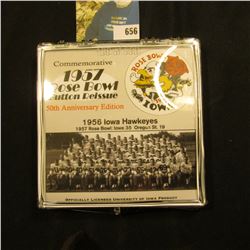 656
Commemorative
1957
Rose Bowl
Button Reissue
50th Anniversary Edition
ROSE BOWL
IOWA
1956 Iowa Hawkeyes
1957 Rose Bowl: Iowa 35 Oregon St. 19
OFFICIALLY LICENSED UNIVERSITY OF IOWA PRODUCT